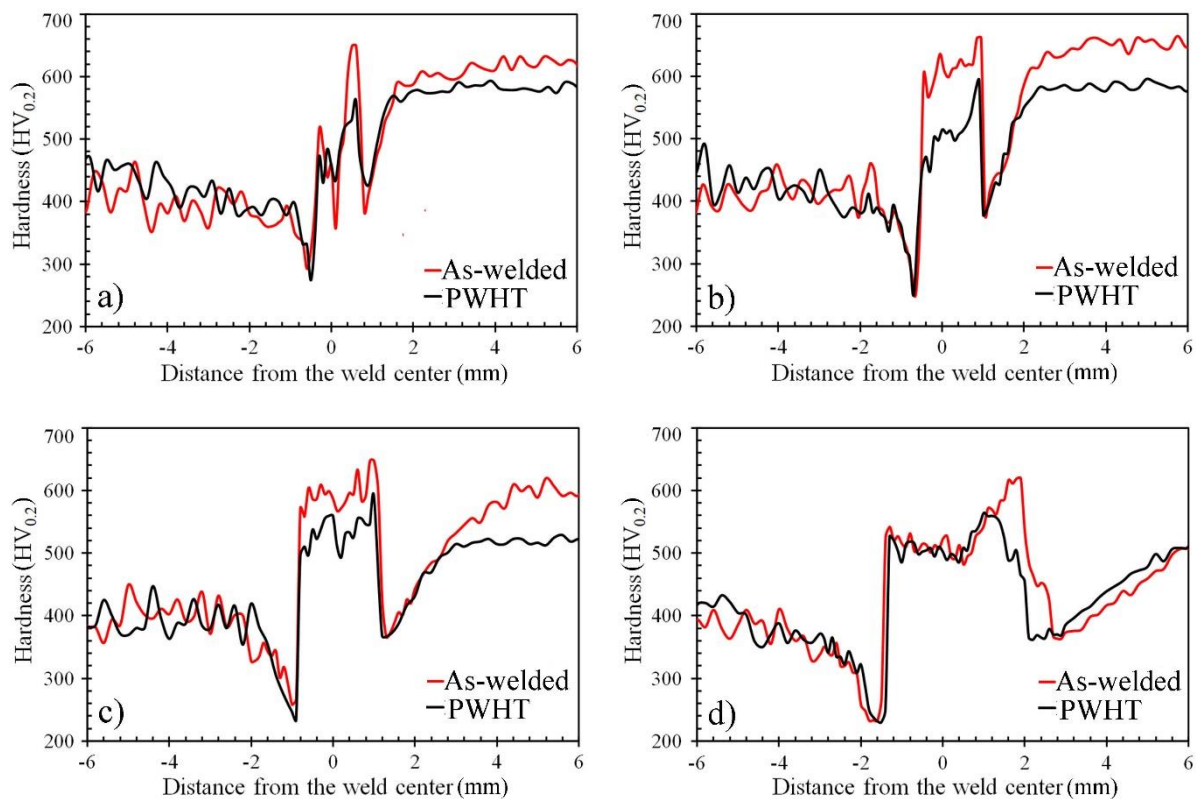 700
600
500
400
300
200
Hardness (HV0.2)
a)
As-welded
PWHT
-6 -4 -2 0 2 4 6
Distance from the weld center (mm)
700
600
500
400
300
200
Hardness (HV0.2)
b)
As-welded
PWHT
-6 -4 -2 0 2 4 6
Distance from the weld center (mm)
700
600
500
400
300
200
Hardness (HV0.2)
c)
As-welded
PWHT
-6 -4 -2 0 2 4 6
Distance from the weld center (mm)
700
600
500
400
300
200
Hardness (HV0.2)
d)
As-welded
PWHT
-6 -4 -2 0 2 4 6
Distance from the weld center (mm)